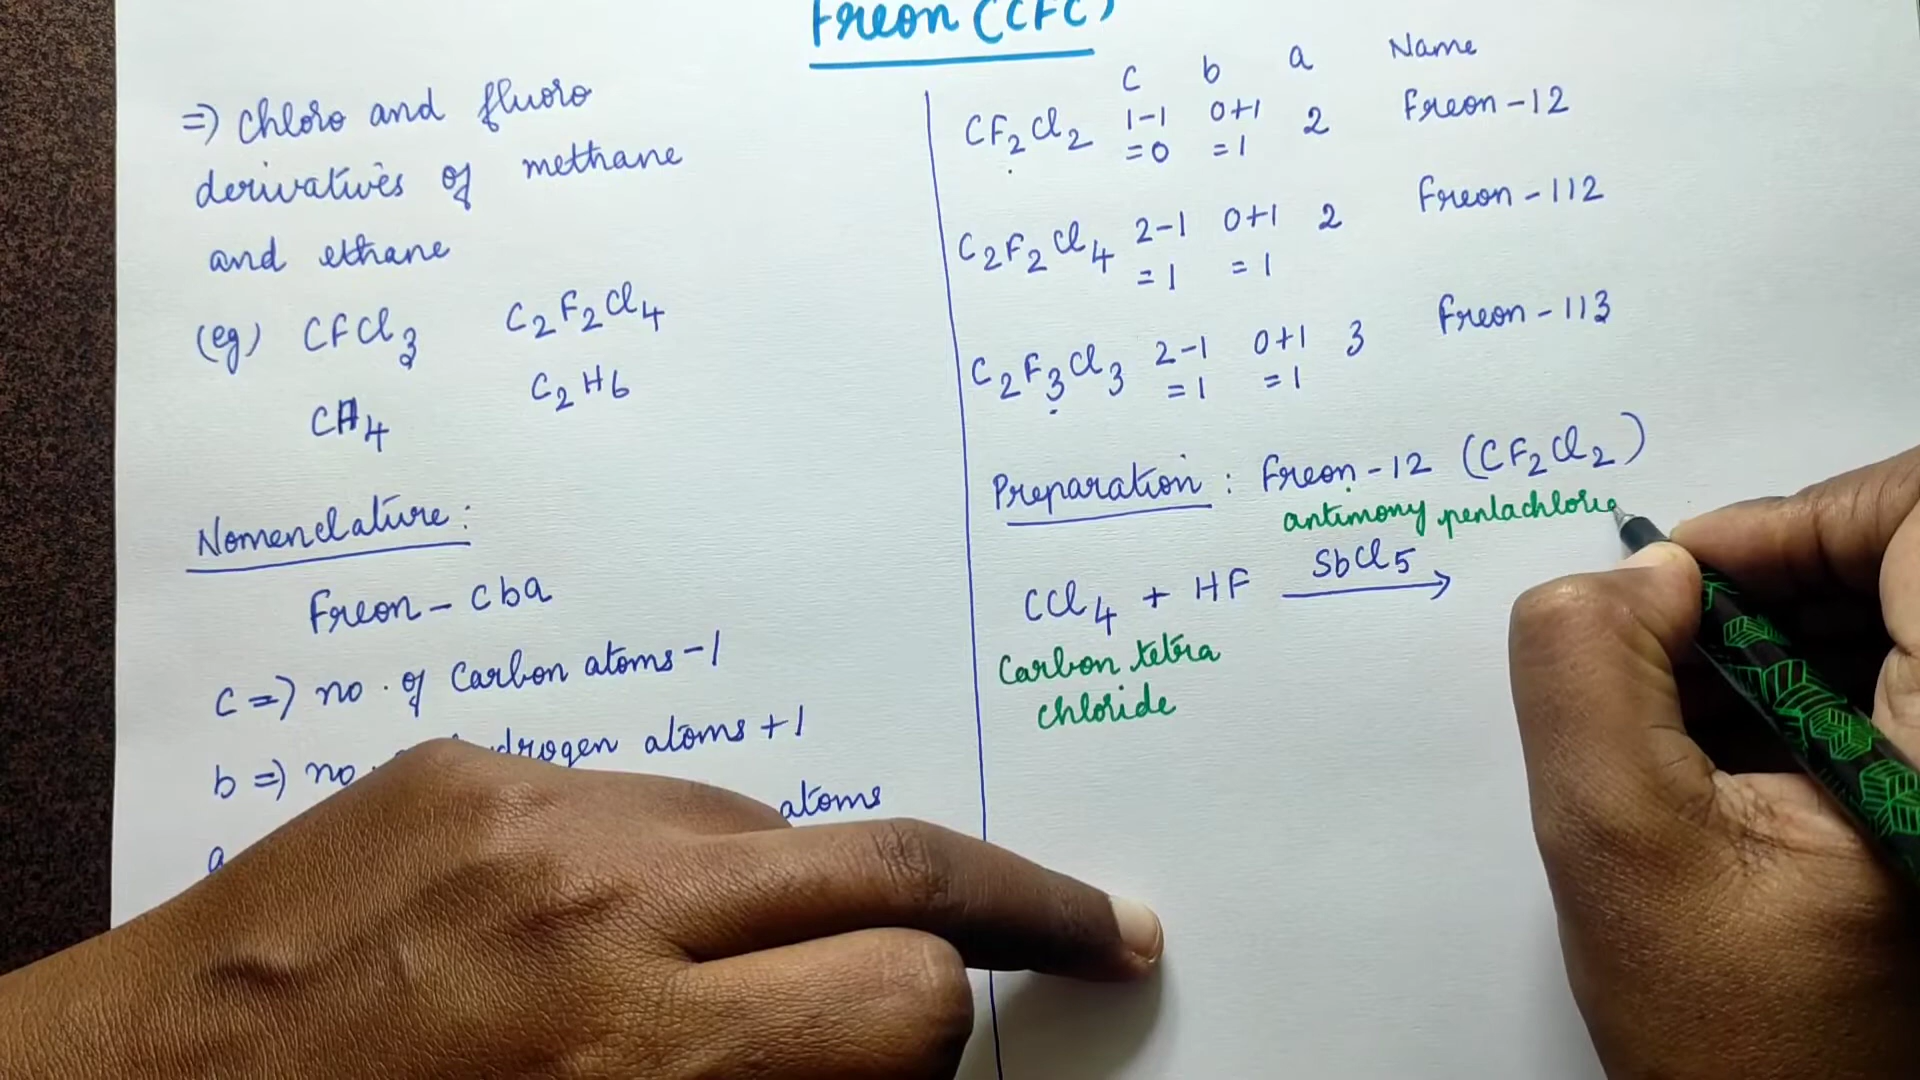 Freon (CFC)
=) Chloro and fluoro
derivatives of methane
and ethane
(eg) CFCl3 C2F2Cl4
CH4 C2H6
Nomenclature:
Freon - cba
c =) no. of carbon atoms - 1
b =) no. hydrogen atoms + 1
a atoms
c b a Name
CF2Cl2 1-1 0+1 2 Freon - 12
=0 =1
C2F2Cl4 2-1 0+1 2 Freon - 112
=1 =1
C2F3Cl3 2-1 0+1 3 Freon - 113
=1 =1
Preparation : Freon - 12 (CF2Cl2)
antimony pentachlorid
SbCl5
CCl4 + HF ⟶
Carbon tetra
chloride